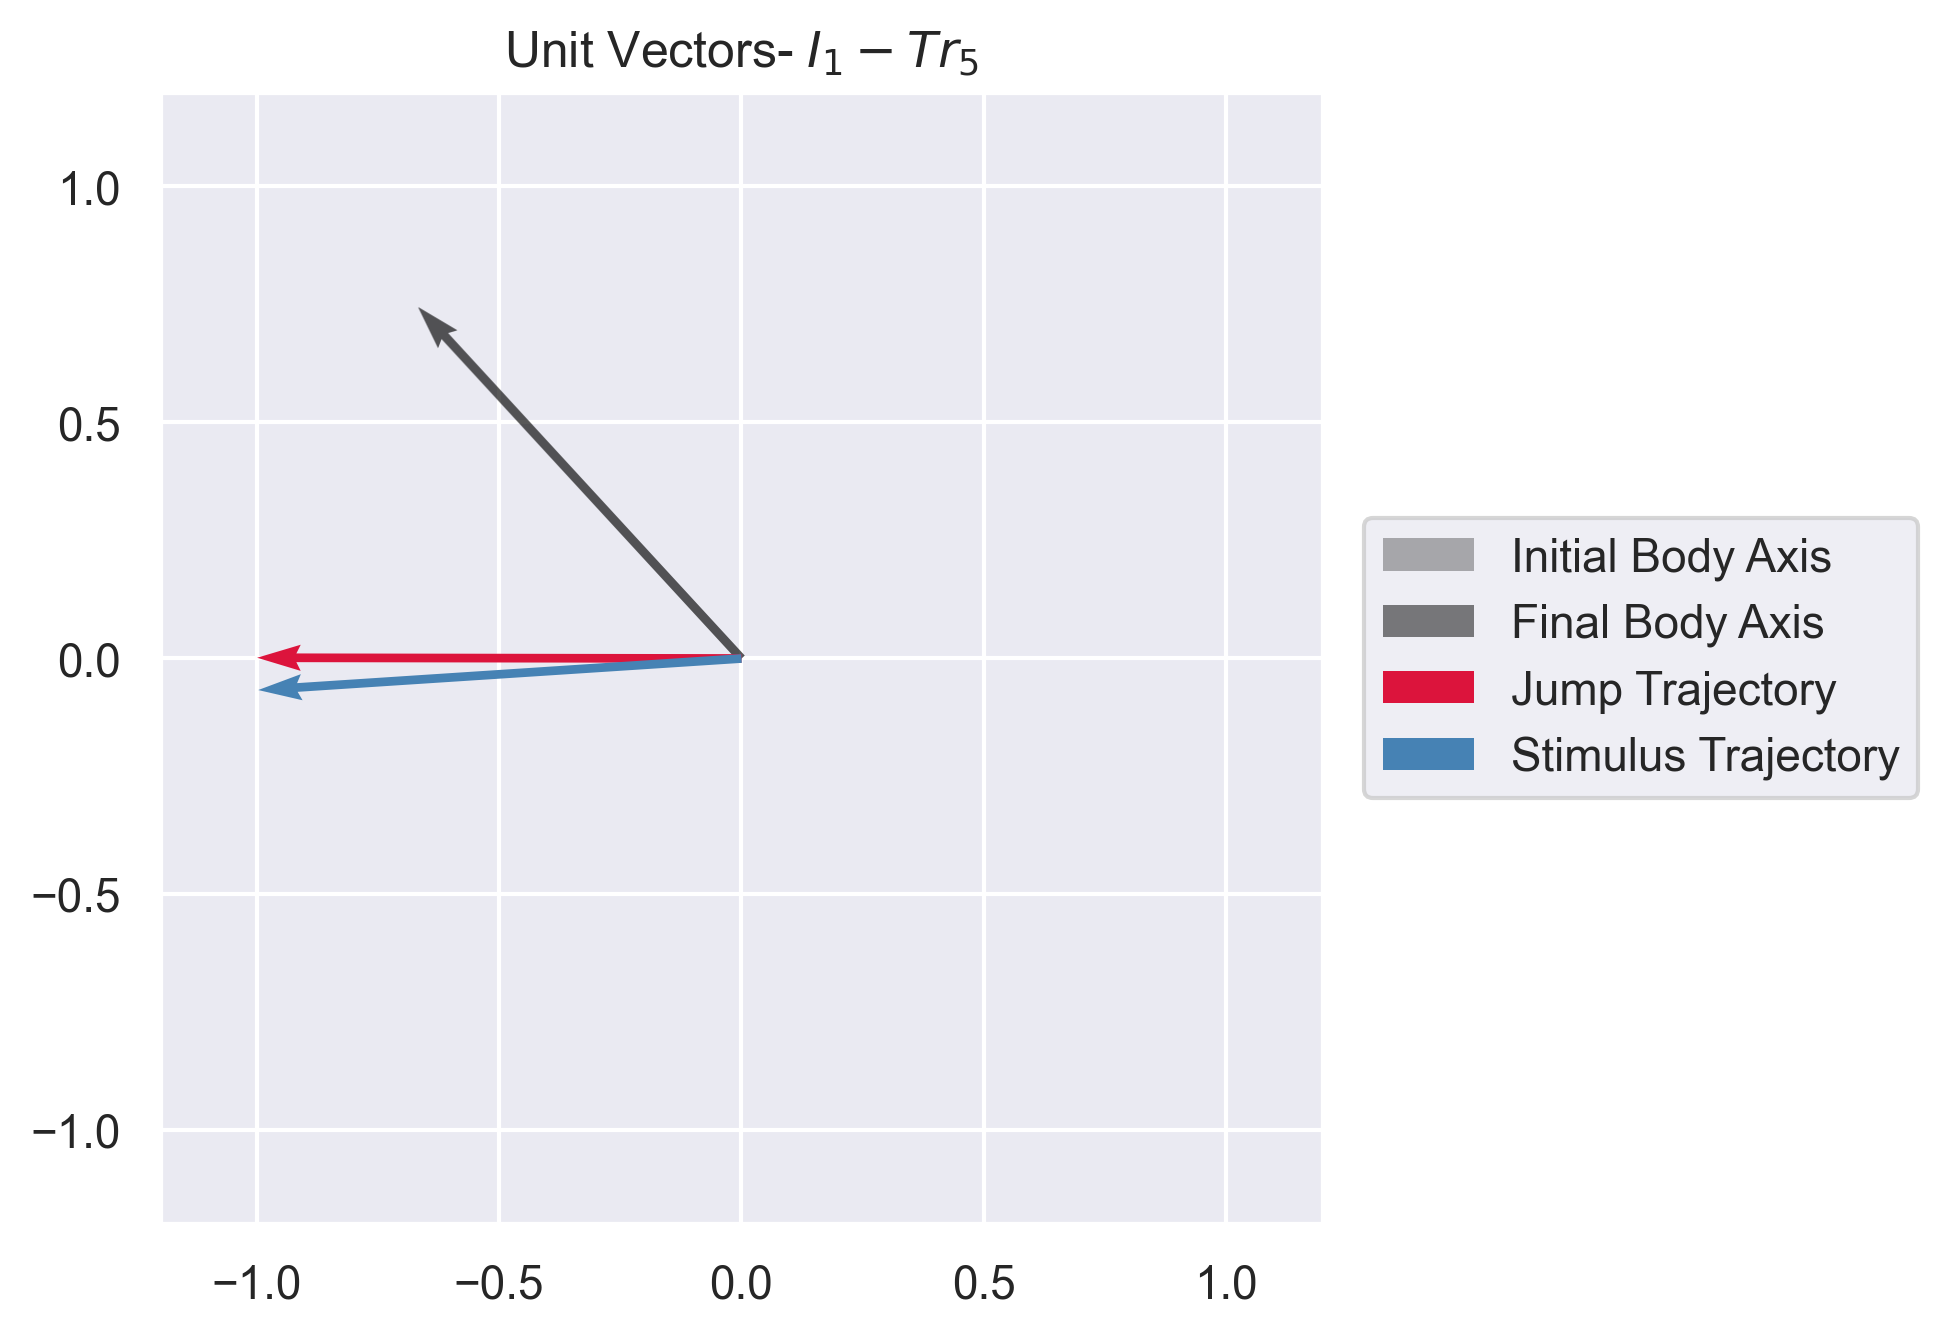 Unit Vectors- I₁ − Tr₅
1.0
0.5
0.0
−0.5
−1.0
−1.0 −0.5 0.0 0.5 1.0
Initial Body Axis
Final Body Axis
Jump Trajectory
Stimulus Trajectory